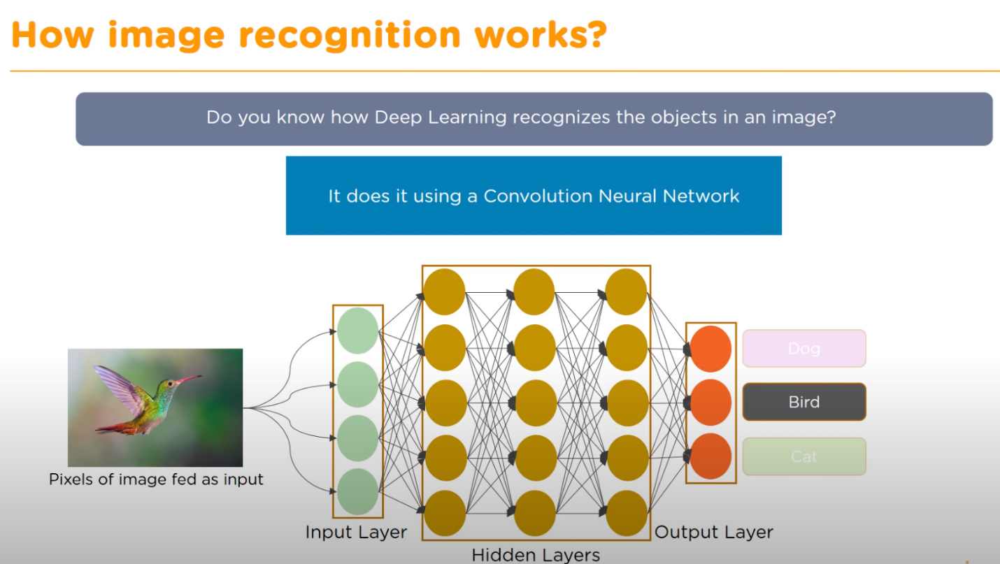 How image recognition works?
Do you know how Deep Learning recognizes the objects in an image?
It does it using a Convolution Neural Network
Dog
Bird
Cat
Pixels of image fed as input
Input Layer
Hidden Layers
Output Layer